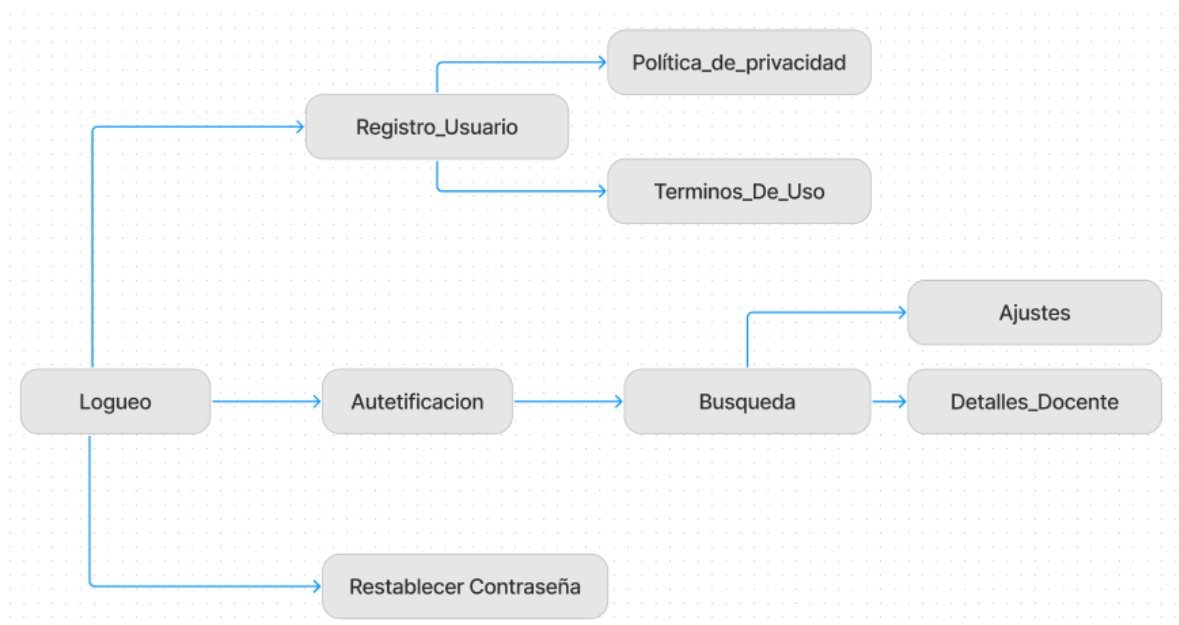 Política_de_privacidad
Registro_Usuario
Terminos_De_Uso
Ajustes
Logueo
Autetificacion
Busqueda
Detalles_Docente
Restablecer Contraseña